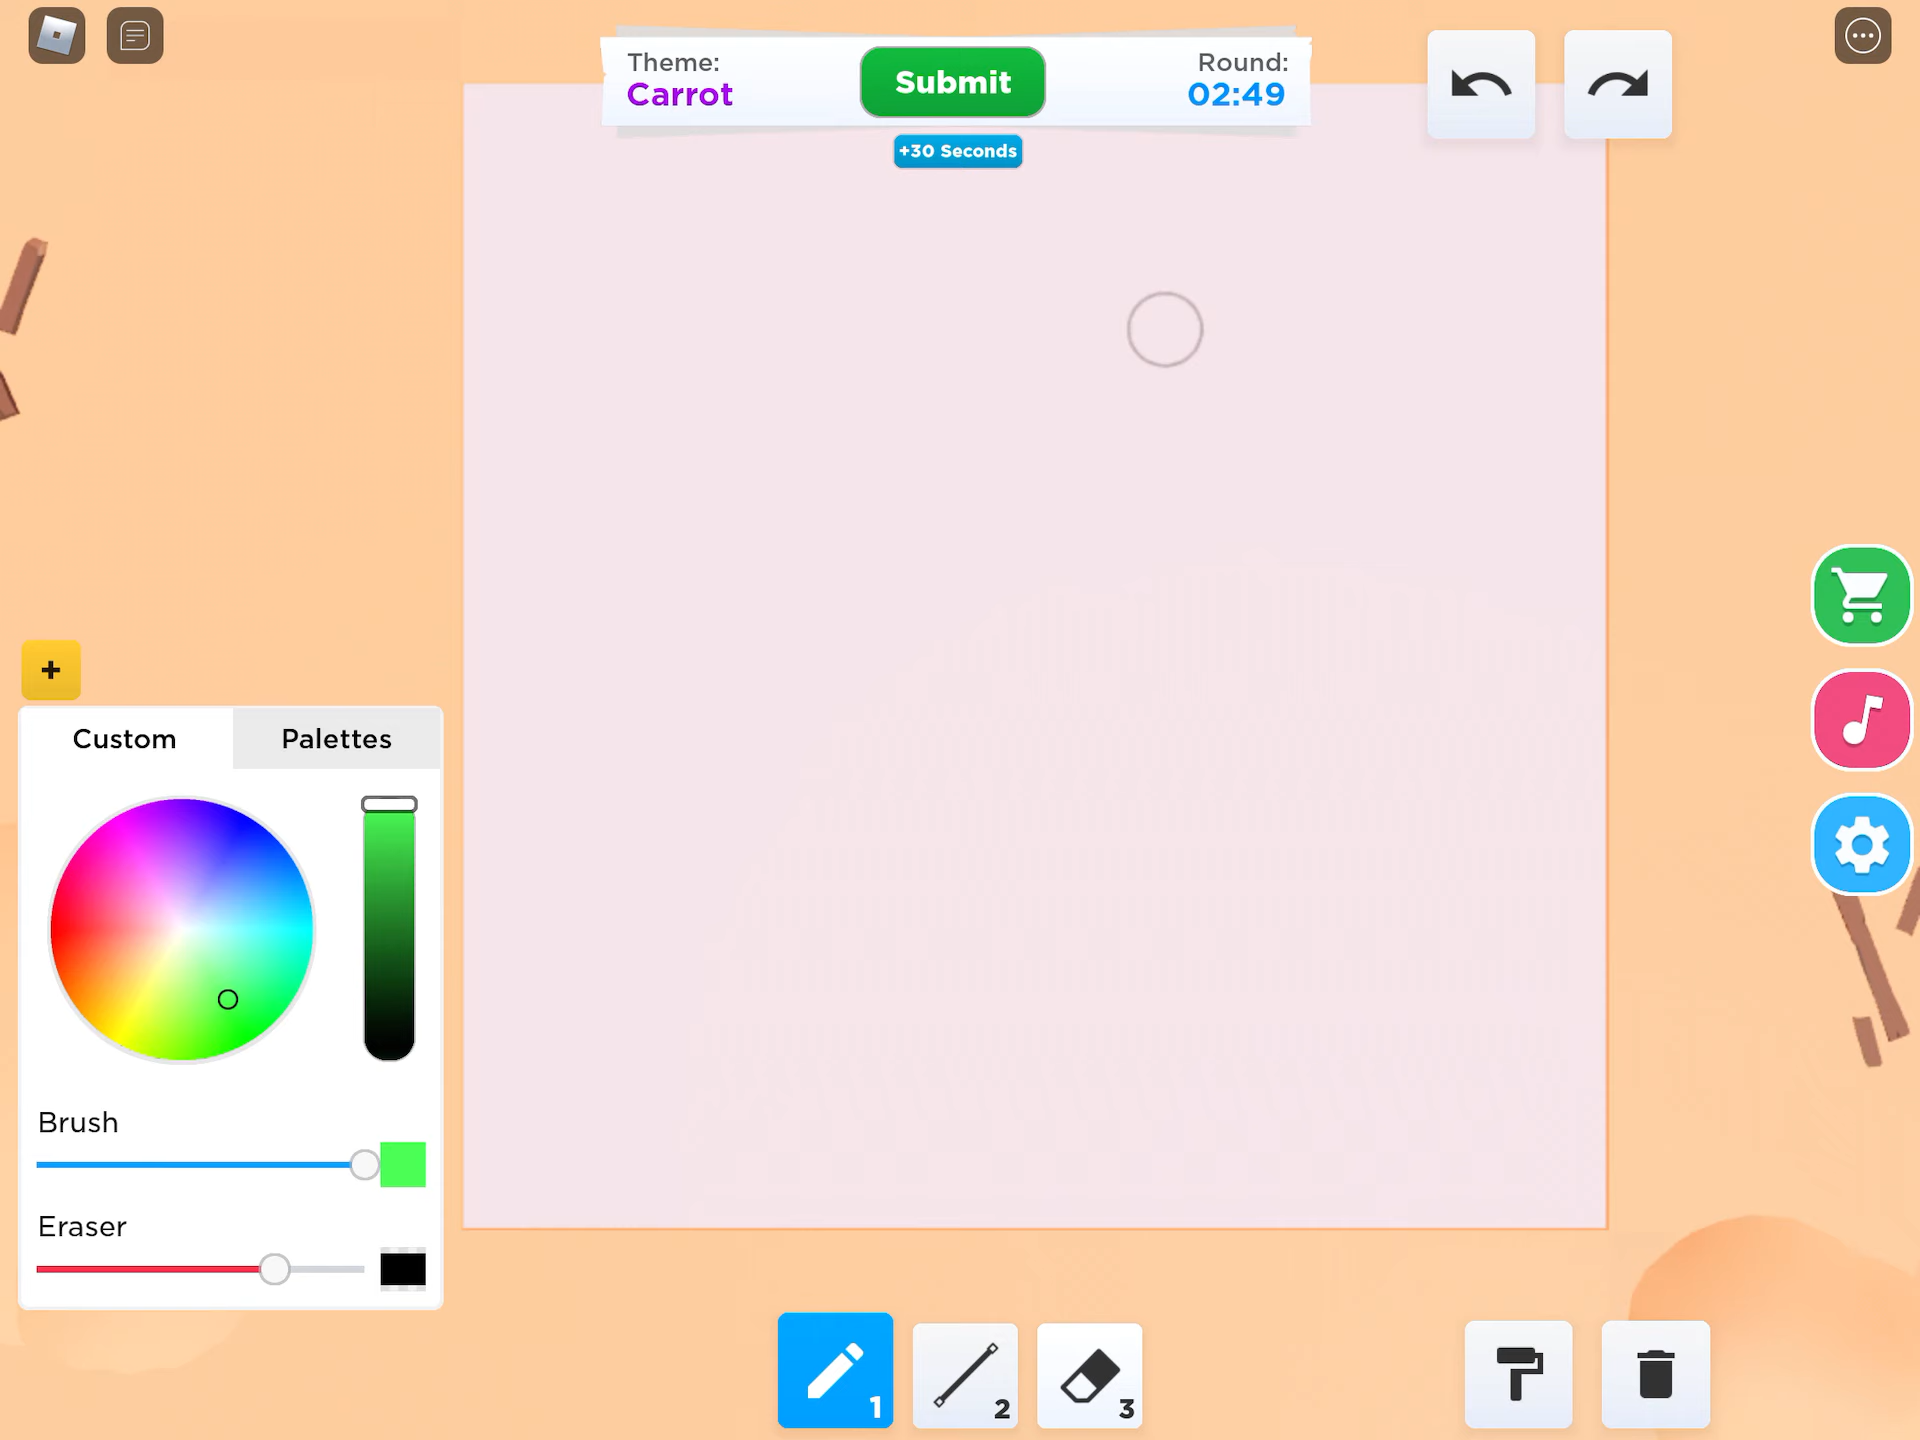 Theme:
Carrot
Submit
Round:
02:49
+30 Seconds
+
Custom
Palettes
Brush
Eraser
1
2
3